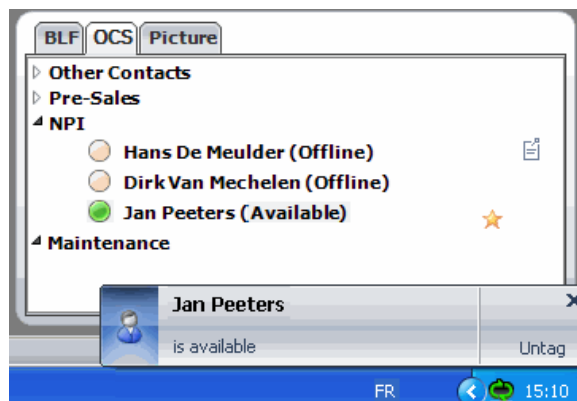 BLF OCS Picture
Other Contacts
Pre-Sales
NPI
Hans De Meulder (Offline)
Dirk Van Mechelen (Offline)
Jan Peeters (Available)
Maintenance
Jan Peeters
is available Untag
FR 15:10